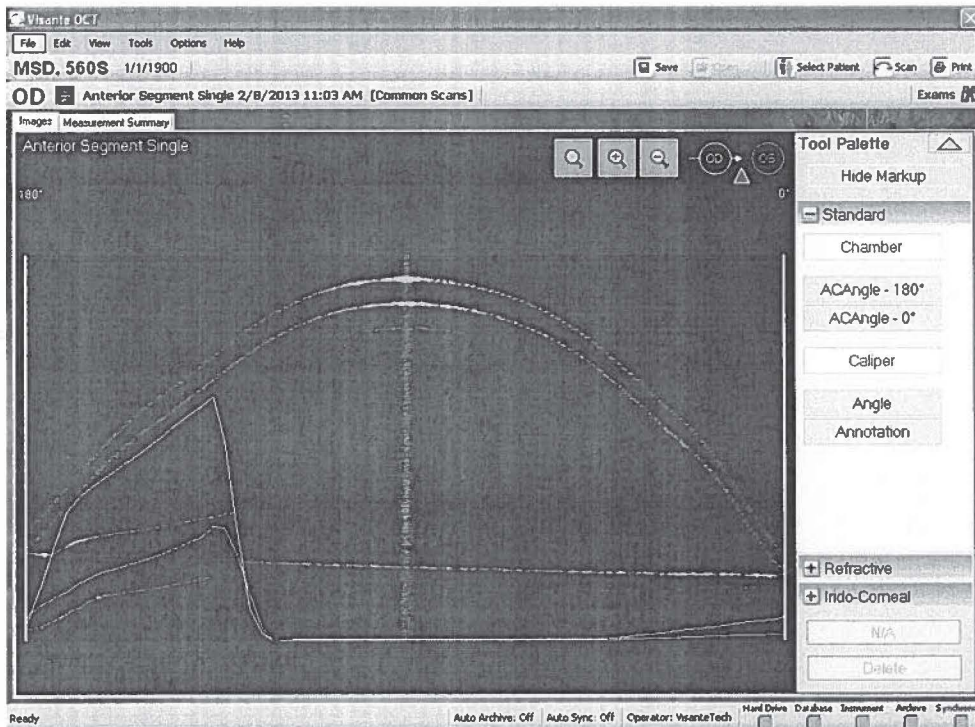 Visante OCT
File Edit View Tools Options Help
MSD, 560S 1/1/1900 Save Select Patient Scan Print
OD Anterior Segment Single 2/8/2013 11:03 AM [Common Scans] Exams
Images Measurement Summary
Anterior Segment Single
OD OS
180° 0°
Tool Palette
Hide Markup
Standard
Chamber
ACAngle - 180°
ACAngle - 0°
Caliper
Angle
Annotation
Refractive
Irido-Corneal
N/A
Delete
Ready Auto Archive: Off Auto Sync: Off Operator: VisanteTech Hard Drive Database Instrument Archive